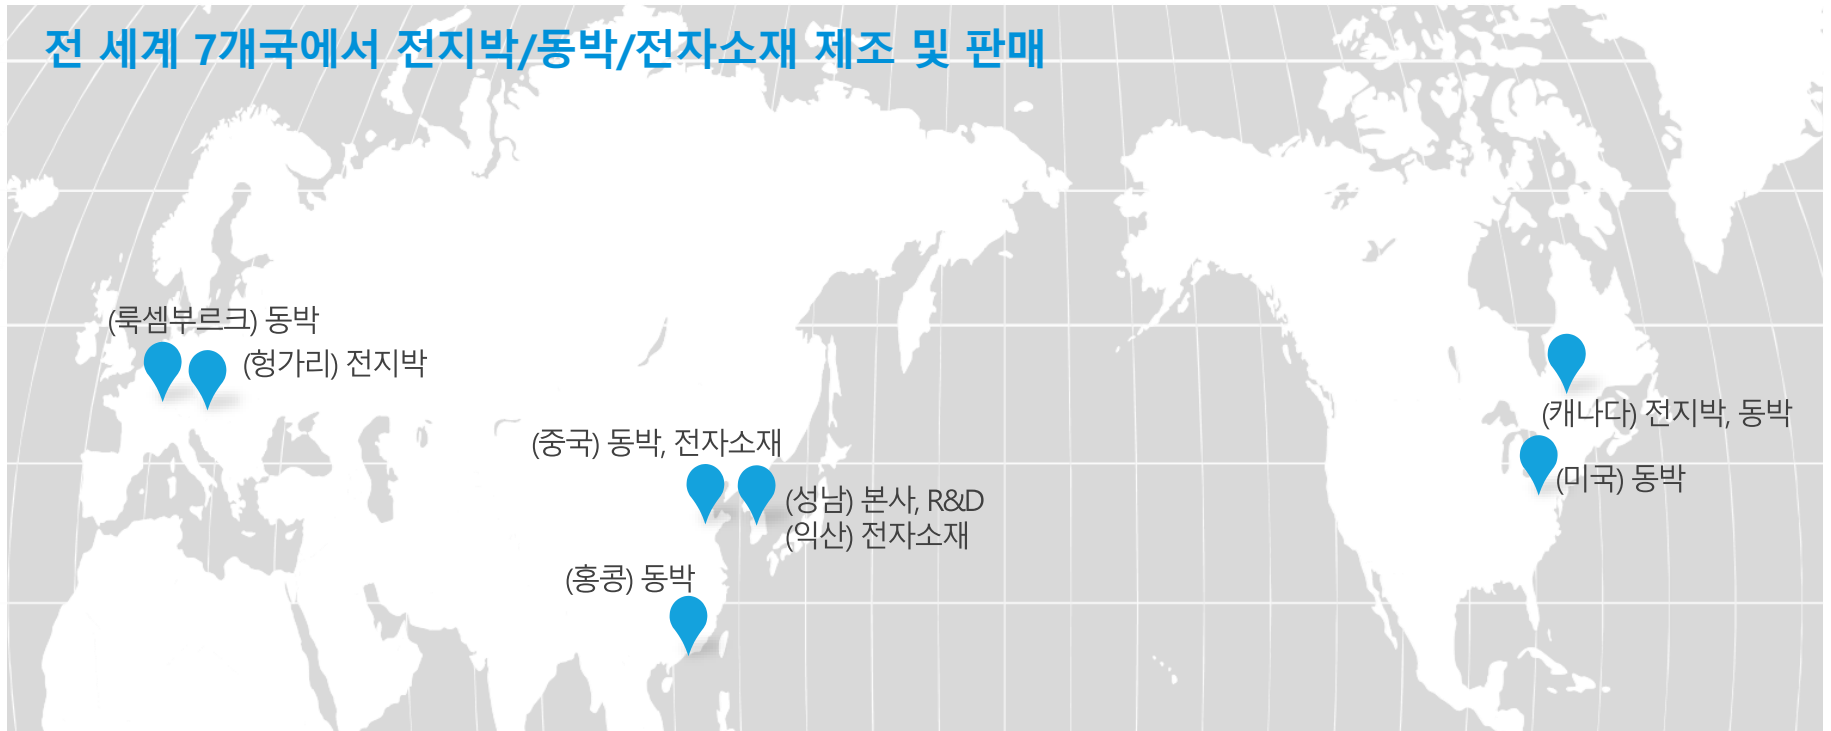 전 세계 7개국에서 전지박/동박/전자소재 제조 및 판매
(룩셈부르크) 동박
(헝가리) 전지박
(캐나다) 전지박, 동박
(중국) 동박, 전자소재
(미국) 동박
(성남) 본사, R&D
(익산) 전자소재
(홍콩) 동박